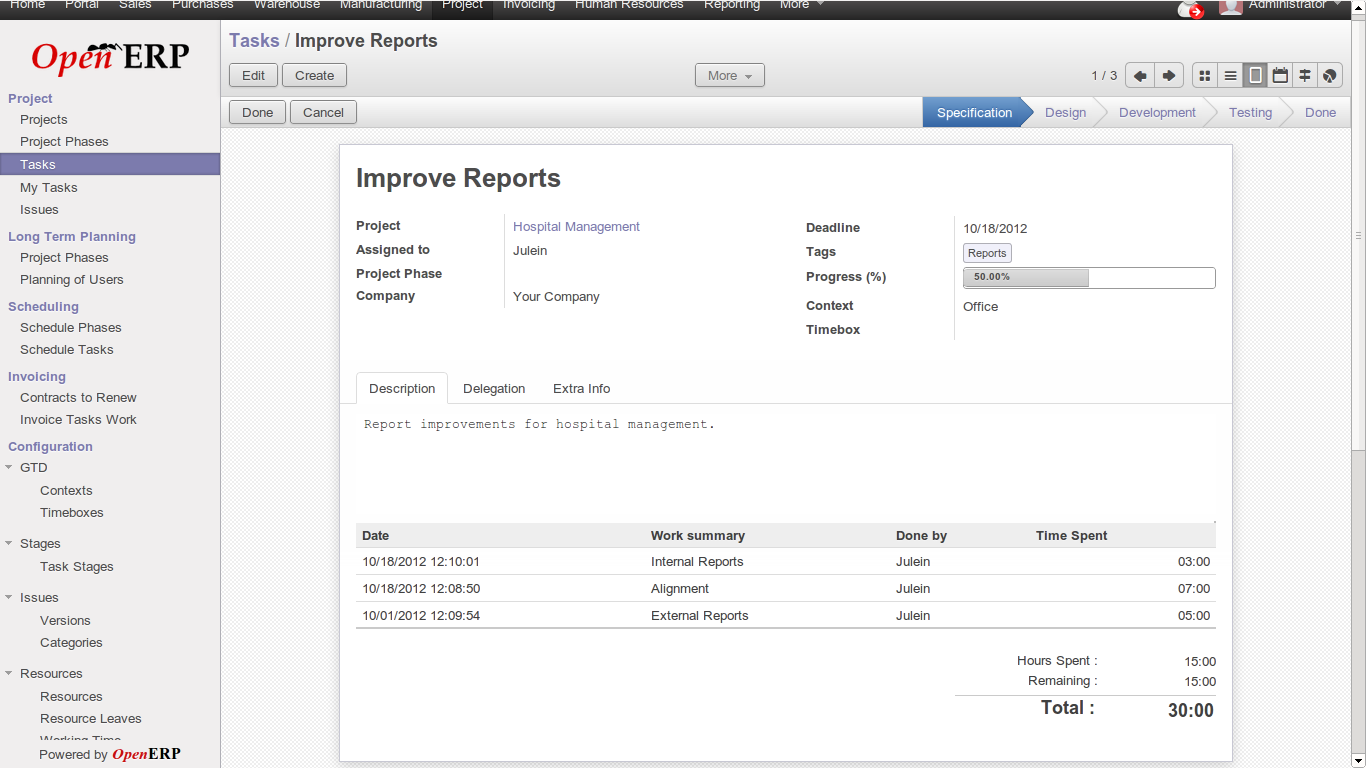 Home Portal Sales Purchases Warehouse Manufacturing Project Invoicing Human Resources Reporting More Administrator
Open ERP
Tasks / Improve Reports
Edit Create More 1 / 3
Done Cancel Specification Design Development Testing Done
Project
Projects
Project Phases
Tasks
My Tasks
Issues
Long Term Planning
Project Phases
Planning of Users
Scheduling
Schedule Phases
Schedule Tasks
Invoicing
Contracts to Renew
Invoice Tasks Work
Configuration
GTD
Contexts
Timeboxes
Stages
Task Stages
Issues
Versions
Categories
Resources
Resources
Resource Leaves
Working Time
Powered by OpenERP
Improve Reports
Project Hospital Management
Assigned to Julein
Project Phase
Company Your Company
Deadline 10/18/2012
Tags Reports
Progress (%) 50.00%
Context Office
Timebox
Description Delegation Extra Info
Report improvements for hospital management.
Date Work summary Done by Time Spent
10/18/2012 12:10:01 Internal Reports Julein 03:00
10/18/2012 12:08:50 Alignment Julein 07:00
10/01/2012 12:09:54 External Reports Julein 05:00
Hours Spent : 15:00
Remaining : 15:00
Total : 30:00